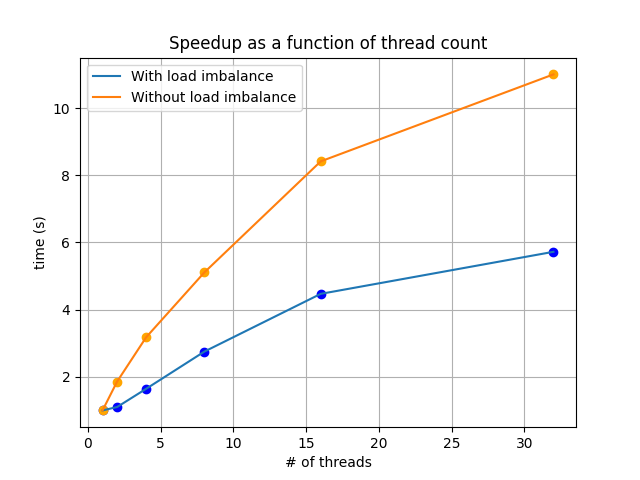 Speedup as a function of thread count
With load imbalance
Without load imbalance
time (s)
10
8
6
4
2
0
5
10
15
20
25
30
# of threads